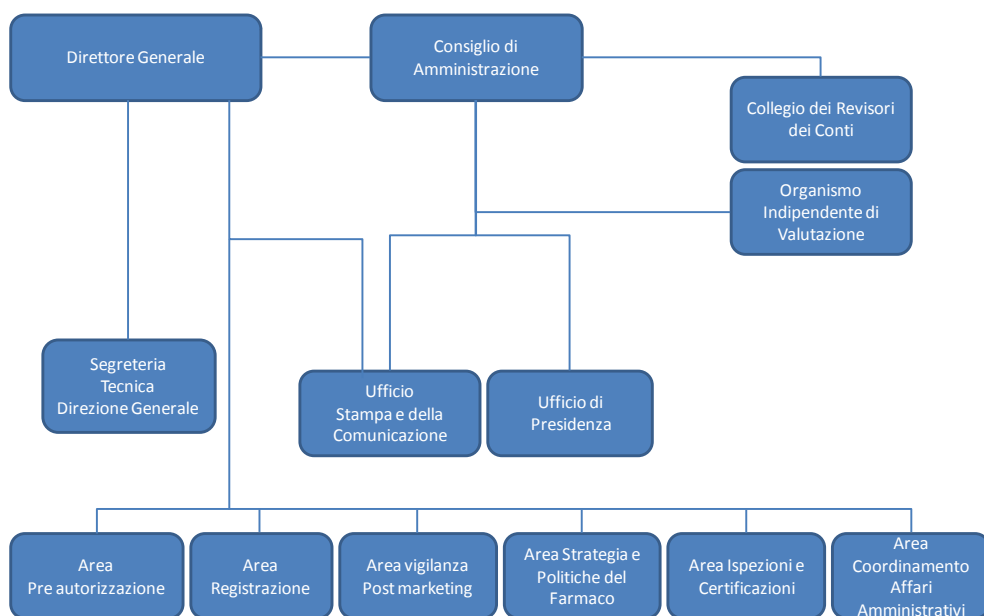 Direttore Generale
Consiglio di
Amministrazione
Collegio dei Revisori
dei Conti
Organismo
Indipendente di
Valutazione
Segreteria
Tecnica
Direzione Generale
Ufficio
Stampa e della
Comunicazione
Ufficio di
Presidenza
Area
Pre autorizzazione
Area
Registrazione
Area vigilanza
Post marketing
Area Strategia e
Politiche del
Farmaco
Area Ispezioni e
Certificazioni
Area
Coordinamento
Affari
Amministrativi